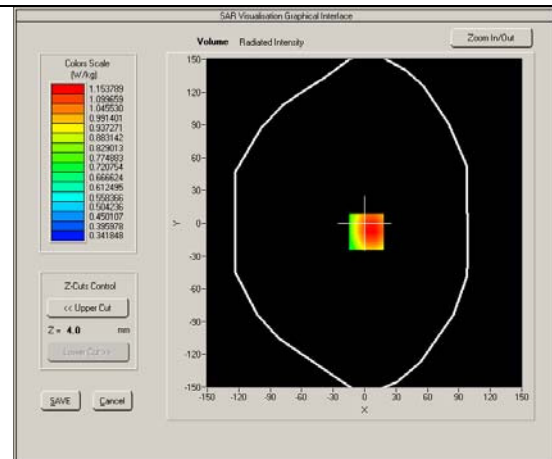 SAR Visualisation Graphical Interface
Volume Radiated Intensity
Zoom In/Out
Colors Scale
(W/kg)
1.153789
1.099659
1.045530
0.991401
0.937271
0.883142
0.829013
0.774883
0.720754
0.666624
0.612495
0.558366
0.504236
0.450107
0.395978
0.341848
150
120
90
60
30
0
-30
-60
-90
-120
-150
Y
-150 -120 -90 -60 -30 0 30 60 90 120 150
X
Z-Cuts Control
<< Upper Cut
Z = 4.0 mm
Lower Cut >>
SAVE Cancel